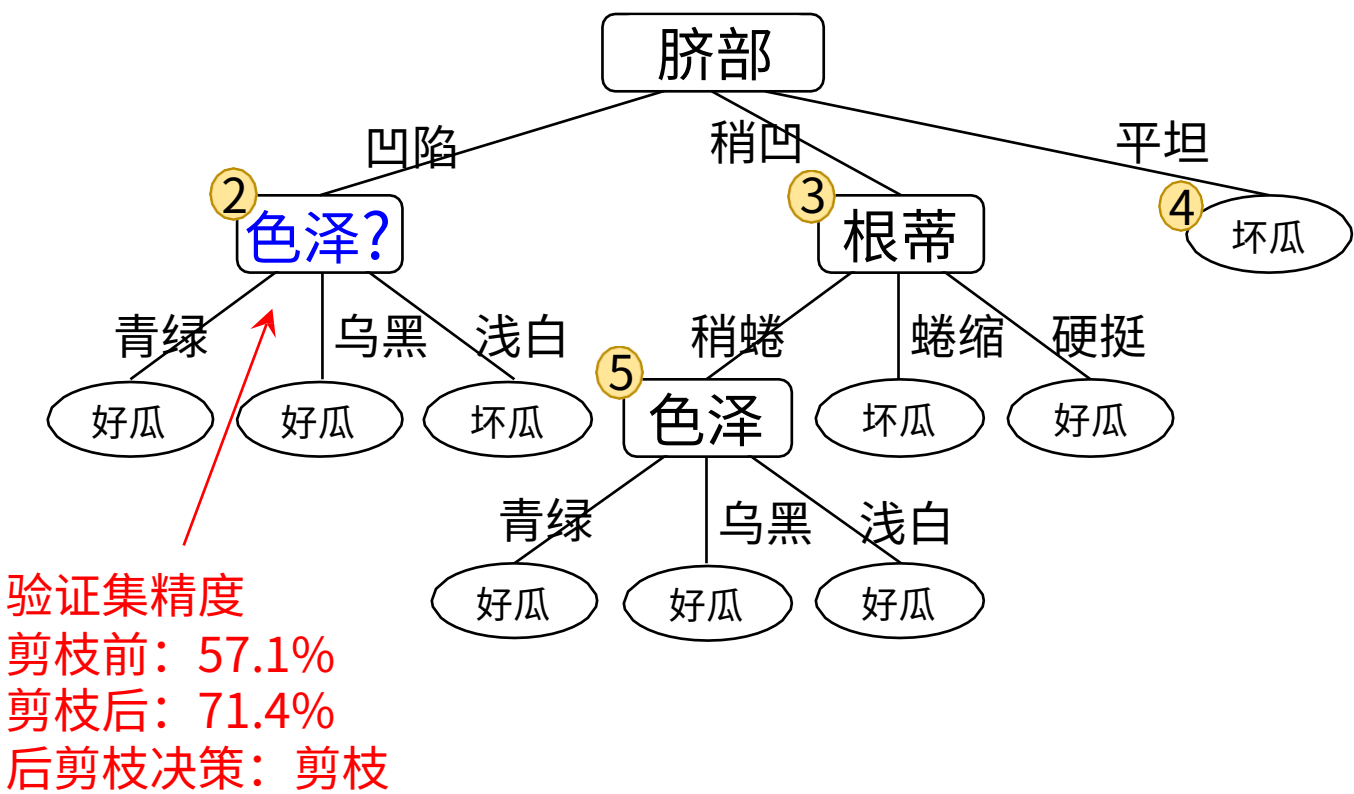 脐部
凹陷
稍凹
平坦
2
色泽?
3
根蒂
4
坏瓜
青绿
乌黑
浅白
稍蜷
蜷缩
硬挺
好瓜
好瓜
坏瓜
5
色泽
坏瓜
好瓜
青绿
乌黑
浅白
好瓜
好瓜
好瓜
验证集精度
剪枝前：57.1%
剪枝后：71.4%
后剪枝决策：剪枝